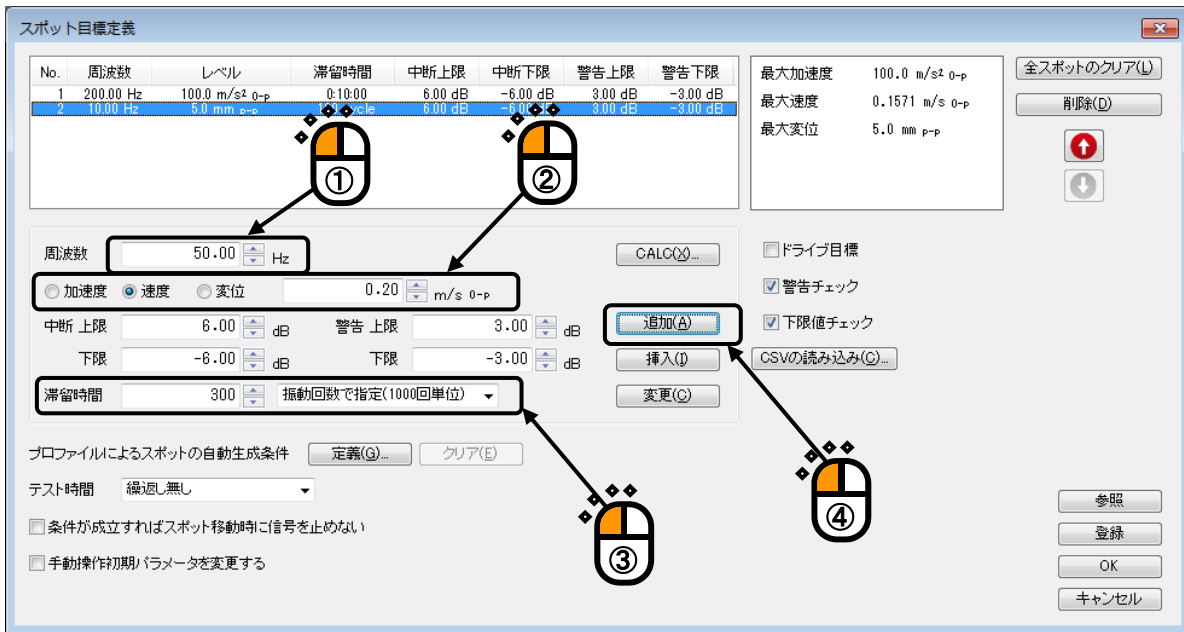 スポット目標定義
No. 周波数 レベル 滞留時間 中断上限 中断下限 警告上限 警告下限
1 200.00 Hz 100.0 m/s² 0-p 0:10:00 6.00 dB -6.00 dB 3.00 dB -3.00 dB
2 10.00 Hz 5.0 mm p-p cycle 6.00 dB -6.00 dB 3.00 dB -3.00 dB
最大加速度 100.0 m/s² 0-p
最大速度 0.1571 m/s 0-p
最大変位 5.0 mm p-p
全スポットのクリア(L)
削除(D)
① ②
周波数 50.00 Hz CALC(X)...
加速度 速度 変位 0.20 m/s 0-p
中断 上限 6.00 dB 警告 上限 3.00 dB 追加(A)
下限 -6.00 dB 下限 -3.00 dB 挿入(I)
滞留時間 300 振動回数で指定(1000回単位) 変更(C)
ドライブ目標
警告チェック
下限値チェック
CSVの読み込み(C)...
プロファイルによるスポットの自動生成条件 定義(G)... クリア(E)
テスト時間 繰返し無し
条件が成立すればスポット移動時に信号を止めない
手動操作初期パラメータを変更する
③ ④
参照
登録
OK
キャンセル